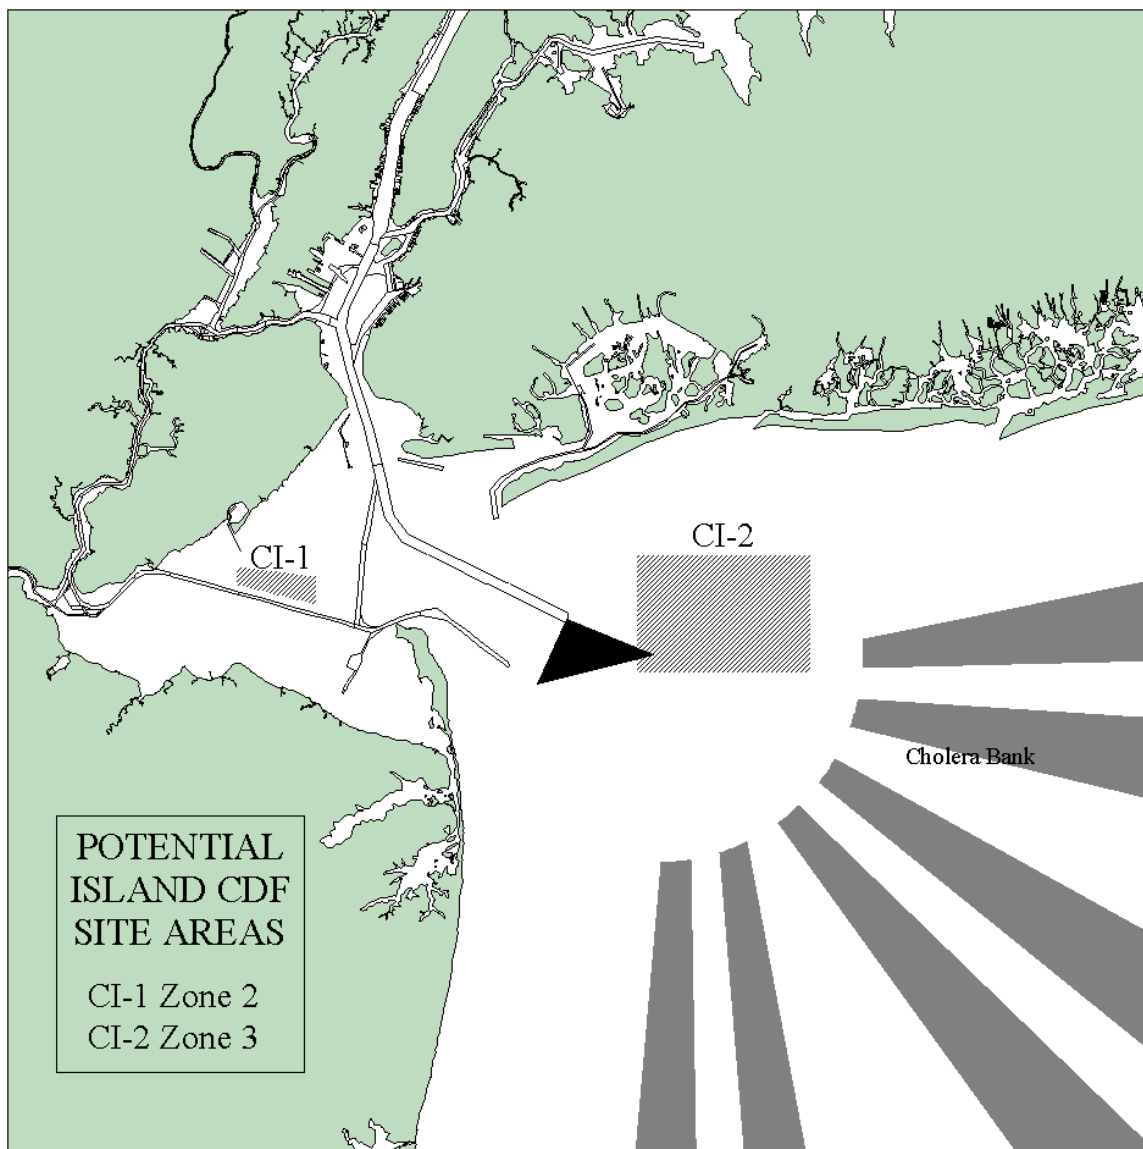 CI-1
CI-2
Cholera Bank
POTENTIAL
ISLAND CDF
SITE AREAS
CI-1 Zone 2
CI-2 Zone 3